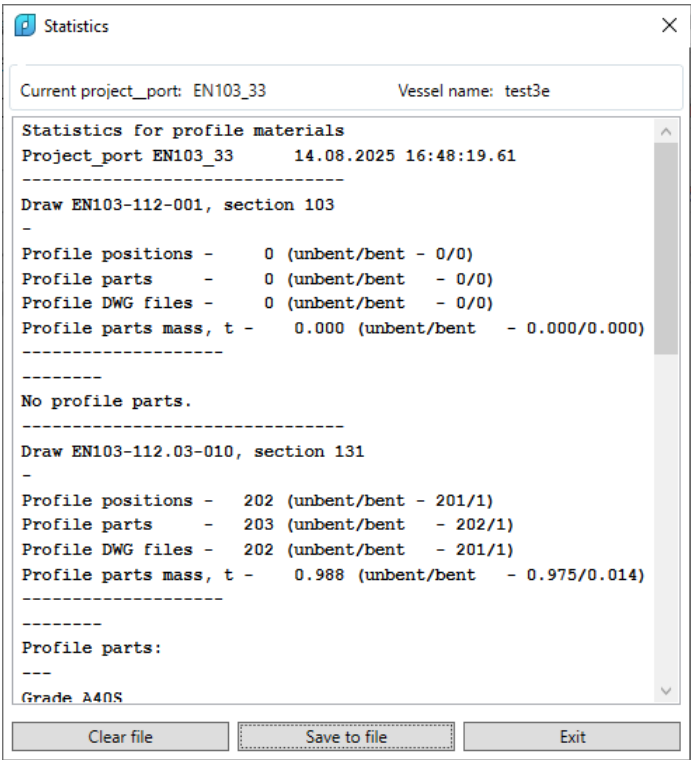 Statistics
Current project__port: EN103_33 Vessel name: test3e
Statistics for profile materials
Project_port EN103_33 14.08.2025 16:48:19.61
--------------------------------
Draw EN103-112-001, section 103
-
Profile positions - 0 (unbent/bent - 0/0)
Profile parts - 0 (unbent/bent - 0/0)
Profile DWG files - 0 (unbent/bent - 0/0)
Profile parts mass, t - 0.000 (unbent/bent - 0.000/0.000)
--------------------
--------
No profile parts.
--------------------------------
Draw EN103-112.03-010, section 131
-
Profile positions - 202 (unbent/bent - 201/1)
Profile parts - 203 (unbent/bent - 202/1)
Profile DWG files - 202 (unbent/bent - 201/1)
Profile parts mass, t - 0.988 (unbent/bent - 0.975/0.014)
--------------------
--------
Profile parts:
---
Grade A40S
Clear file Save to file Exit